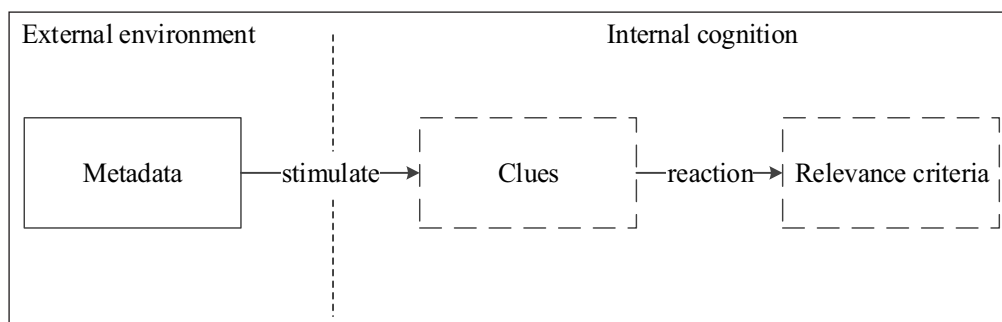 External environment
Internal cognition
Metadata
stimulate
Clues
reaction
Relevance criteria